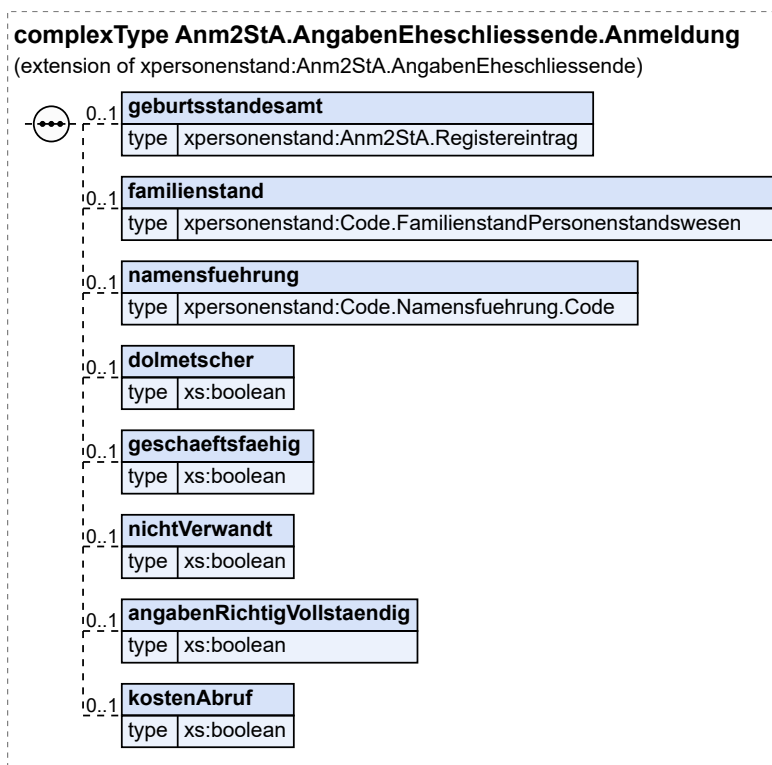 complexType Anm2StA.AngabenEheschliessende.Anmeldung
(extension of xpersonenstand:Anm2StA.AngabenEheschliessende)
0..1 geburtsstandesamt
type xpersonenstand:Anm2StA.Registereintrag
0..1 familienstand
type xpersonenstand:Code.FamilienstandPersonenstandswesen
0..1 namensfuehrung
type xpersonenstand:Code.Namensfuehrung.Code
0..1 dolmetscher
type xs:boolean
0..1 geschaeftsfaehig
type xs:boolean
0..1 nichtVerwandt
type xs:boolean
0..1 angabenRichtigVollstaendig
type xs:boolean
0..1 kostenAbruf
type xs:boolean